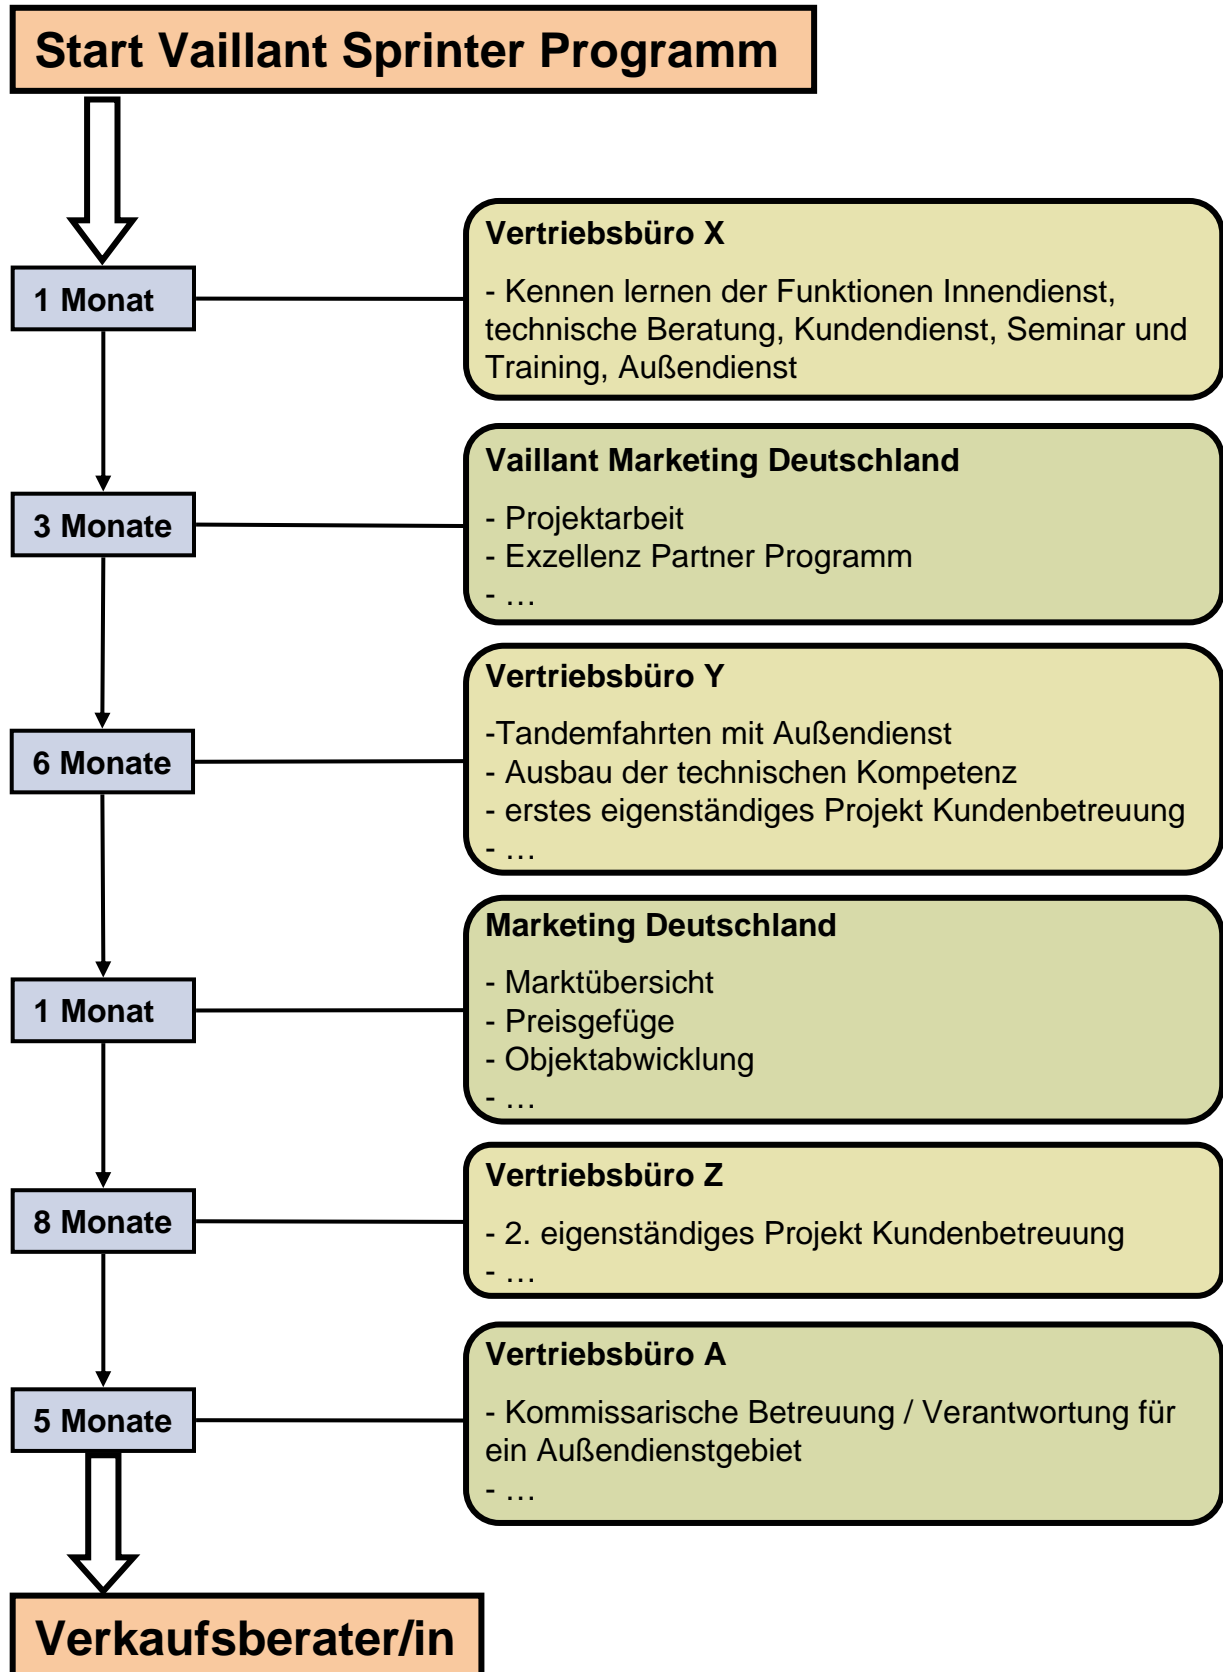 Start Vaillant Sprinter Programm
1 Monat
Vertriebsbüro X
- Kennen lernen der Funktionen Innendienst,
technische Beratung, Kundendienst, Seminar und
Training, Außendienst
3 Monate
Vaillant Marketing Deutschland
- Projektarbeit
- Exzellenz Partner Programm
- …
6 Monate
Vertriebsbüro Y
-Tandemfahrten mit Außendienst
- Ausbau der technischen Kompetenz
- erstes eigenständiges Projekt Kundenbetreuung
- …
1 Monat
Marketing Deutschland
- Marktübersicht
- Preisgefüge
- Objektabwicklung
- …
8 Monate
Vertriebsbüro Z
- 2. eigenständiges Projekt Kundenbetreuung
- …
5 Monate
Vertriebsbüro A
- Kommissarische Betreuung / Verantwortung für
ein Außendienstgebiet
- …
Verkaufsberater/in